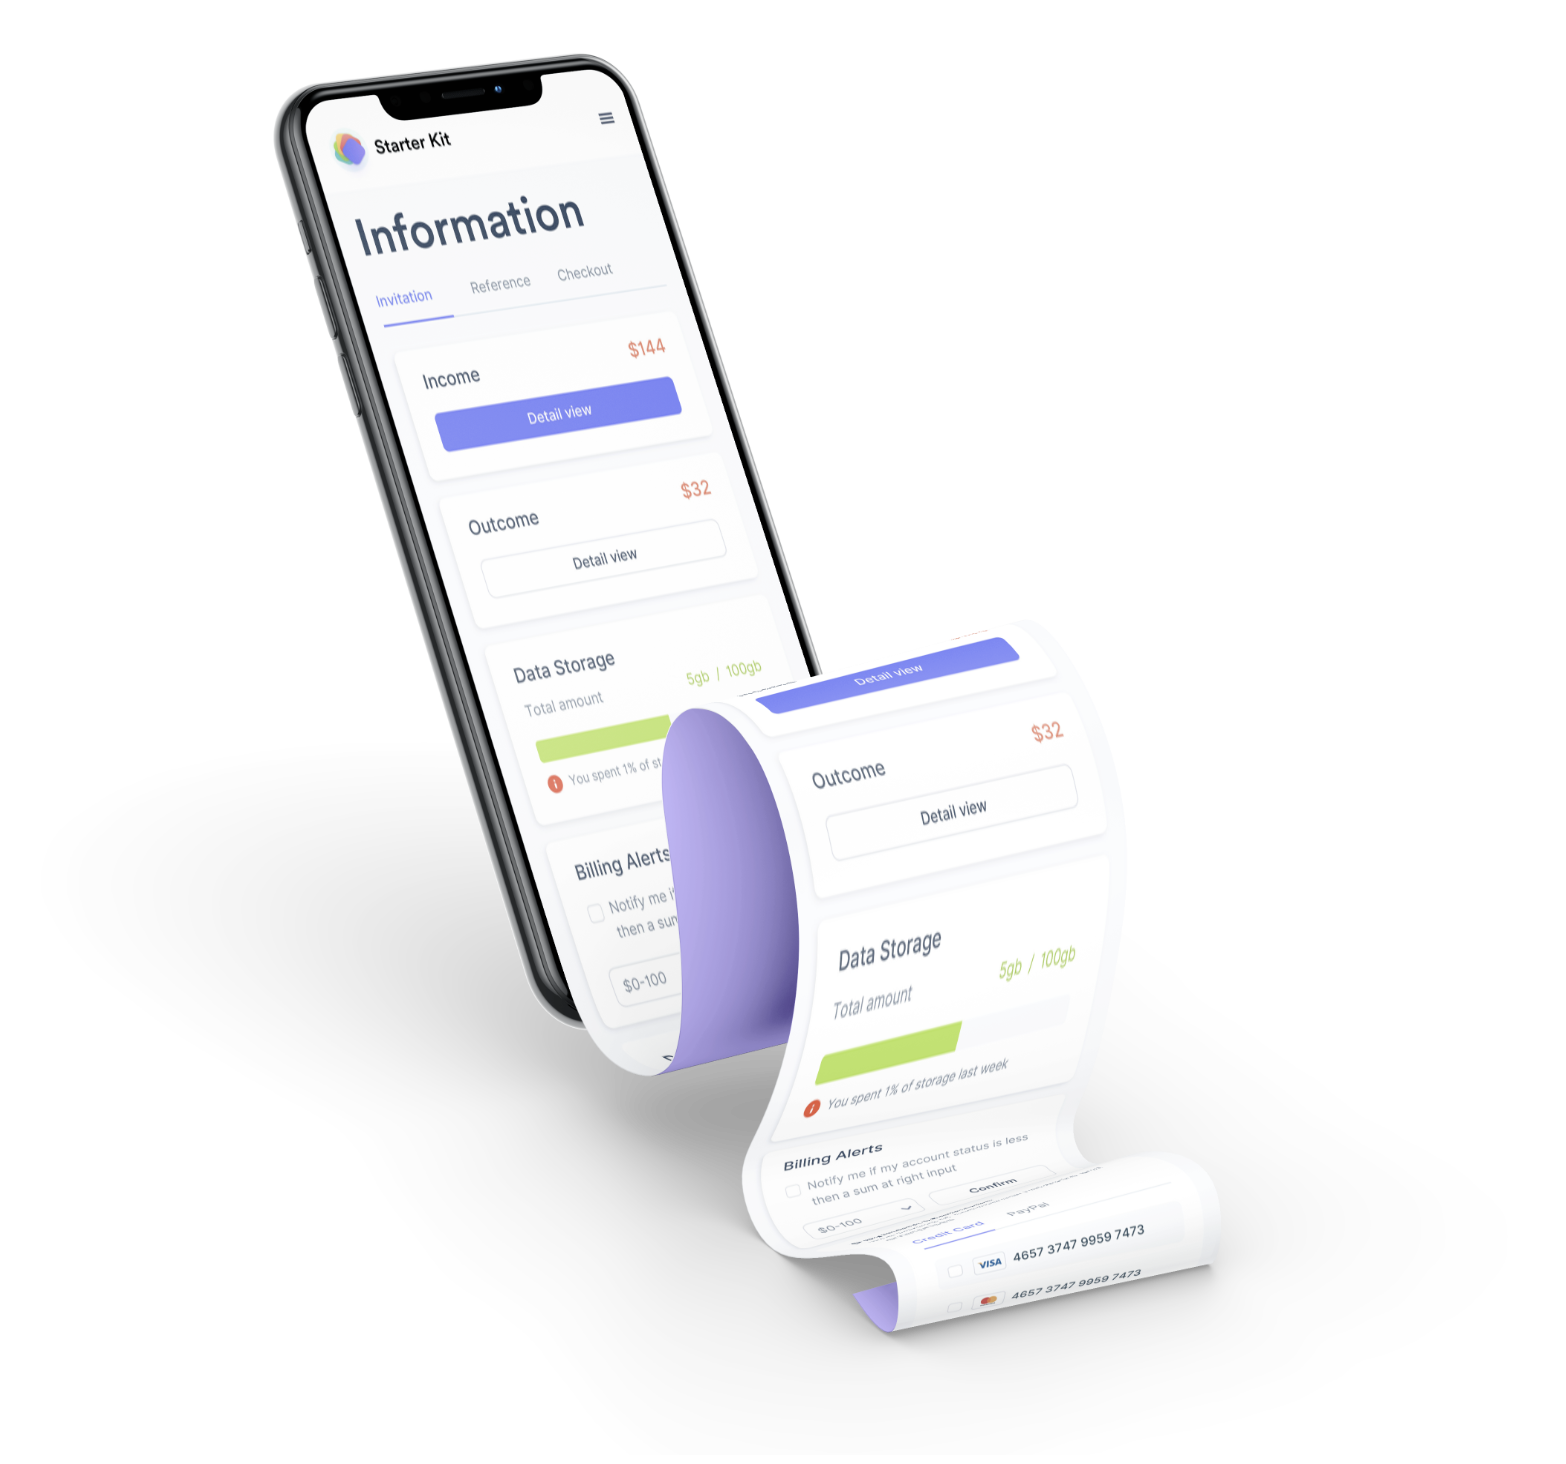 Starter Kit
Information
Invitation Reference Checkout
Income $144
Detail view
Outcome $32
Detail view
Data Storage
Total amount 5gb / 100gb
You spent 1% of st
Billing Alerts
Notify me i
then a sum
$0-100
Detail view
Outcome $32
Detail view
Data Storage
Total amount 5gb / 100gb
You spent 1% of storage last week
Billing Alerts
Notify me if my account status is less
then a sum at right input
$0-100 Confirm
Credit Card PayPal
VISA 4657 3747 9959 7473
4657 3747 9959 7473